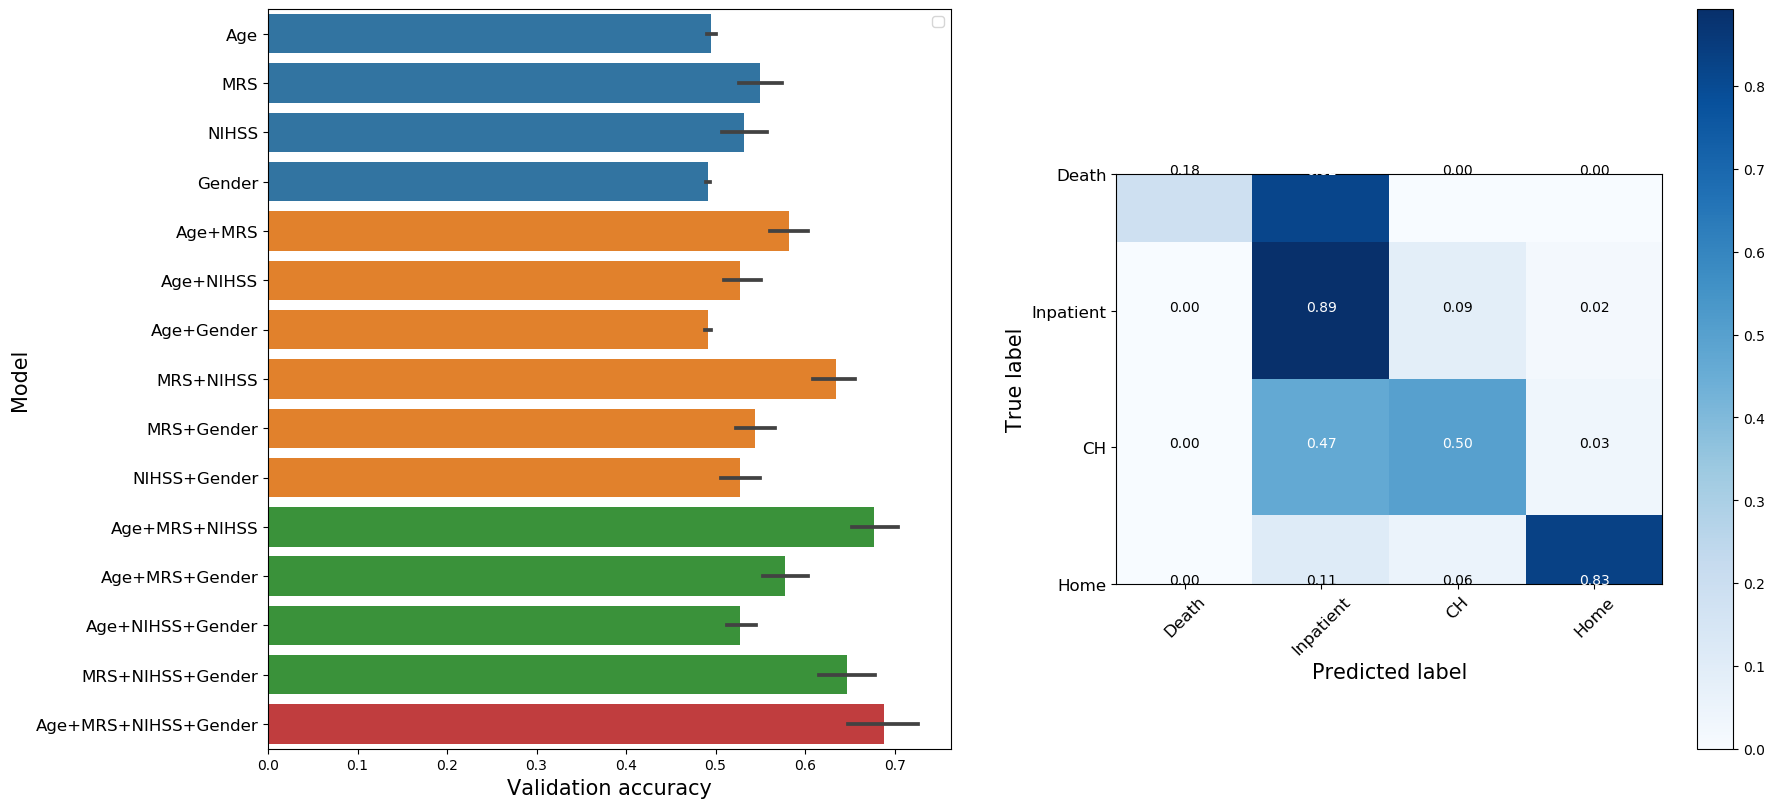 Age
MRS
NIHSS
Gender
Age+MRS
Age+NIHSS
Age+Gender
MRS+NIHSS
MRS+Gender
NIHSS+Gender
Age+MRS+NIHSS
Age+MRS+Gender
Age+NIHSS+Gender
MRS+NIHSS+Gender
Age+MRS+NIHSS+Gender
Model
0.0 0.1 0.2 0.3 0.4 0.5 0.6 0.7
Validation accuracy
True label
Death 0.18 0.00 0.00
Inpatient 0.00 0.89 0.09 0.02
CH 0.00 0.47 0.50 0.03
Home 0.00 0.11 0.06 0.83
Death Inpatient CH Home
Predicted label
0.8
0.7
0.6
0.5
0.4
0.3
0.2
0.1
0.0